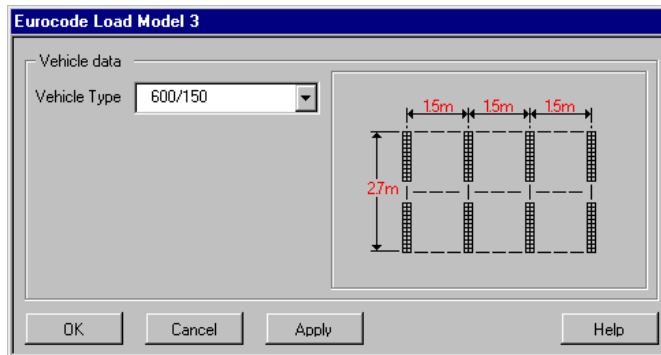 Eurocode Load Model 3
Vehicle data
Vehicle Type 600/150
1.5m 1.5m 1.5m
2.7m
OK Cancel Apply Help